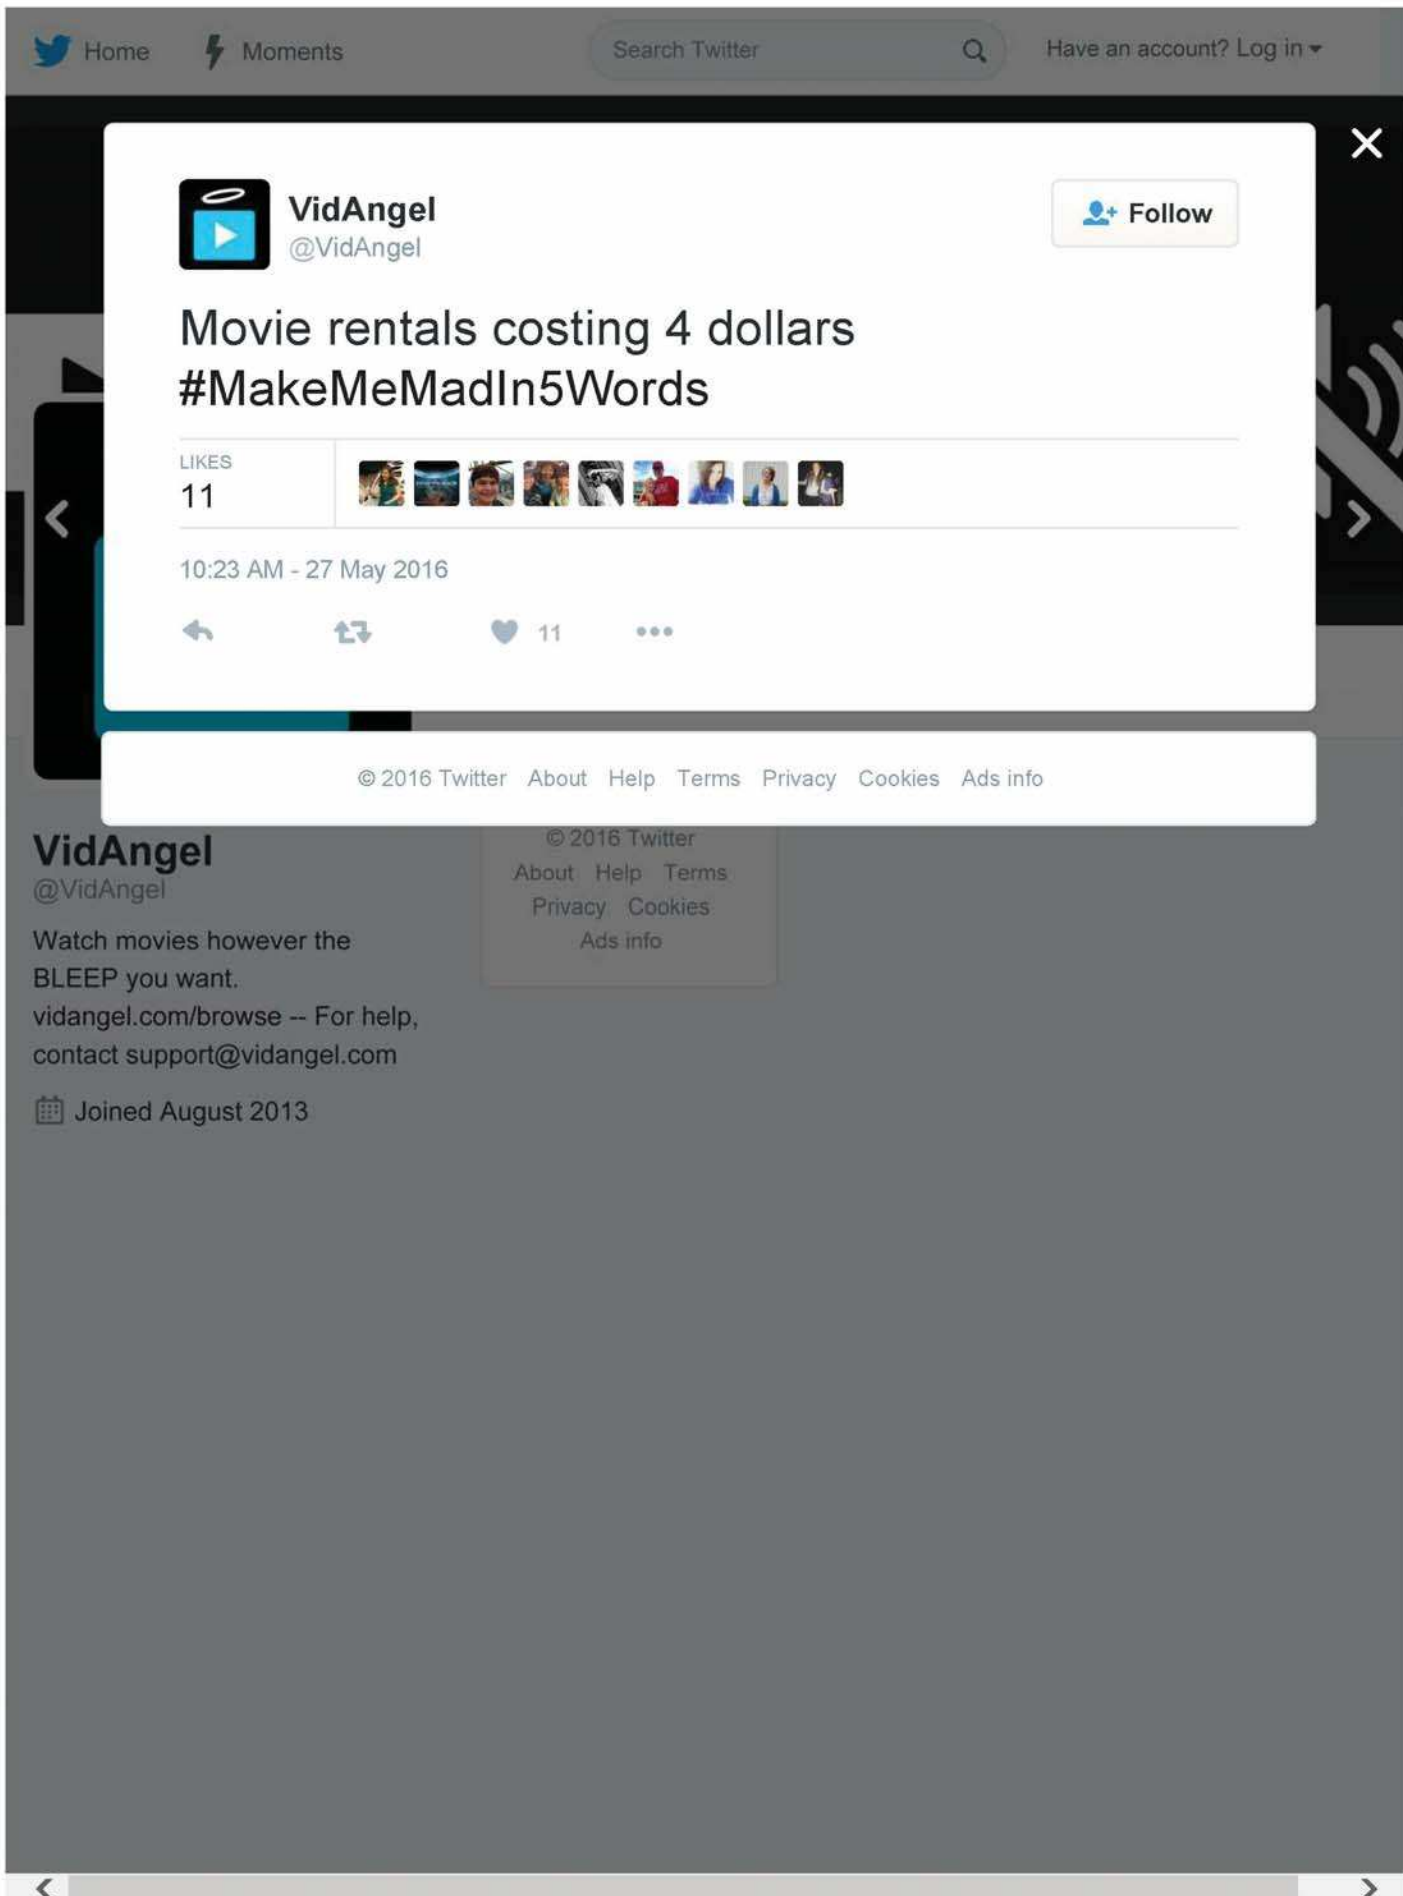 Home
Moments
Search Twitter
Have an account? Log in
VidAngel
@VidAngel
Follow
Movie rentals costing 4 dollars
#MakeMeMadIn5Words
LIKES
11
10:23 AM - 27 May 2016
11
© 2016 Twitter About Help Terms Privacy Cookies Ads info
VidAngel
@VidAngel
Watch movies however the
BLEEP you want.
vidangel.com/browse -- For help,
contact support@vidangel.com
Joined August 2013
© 2016 Twitter
About Help Terms
Privacy Cookies
Ads info